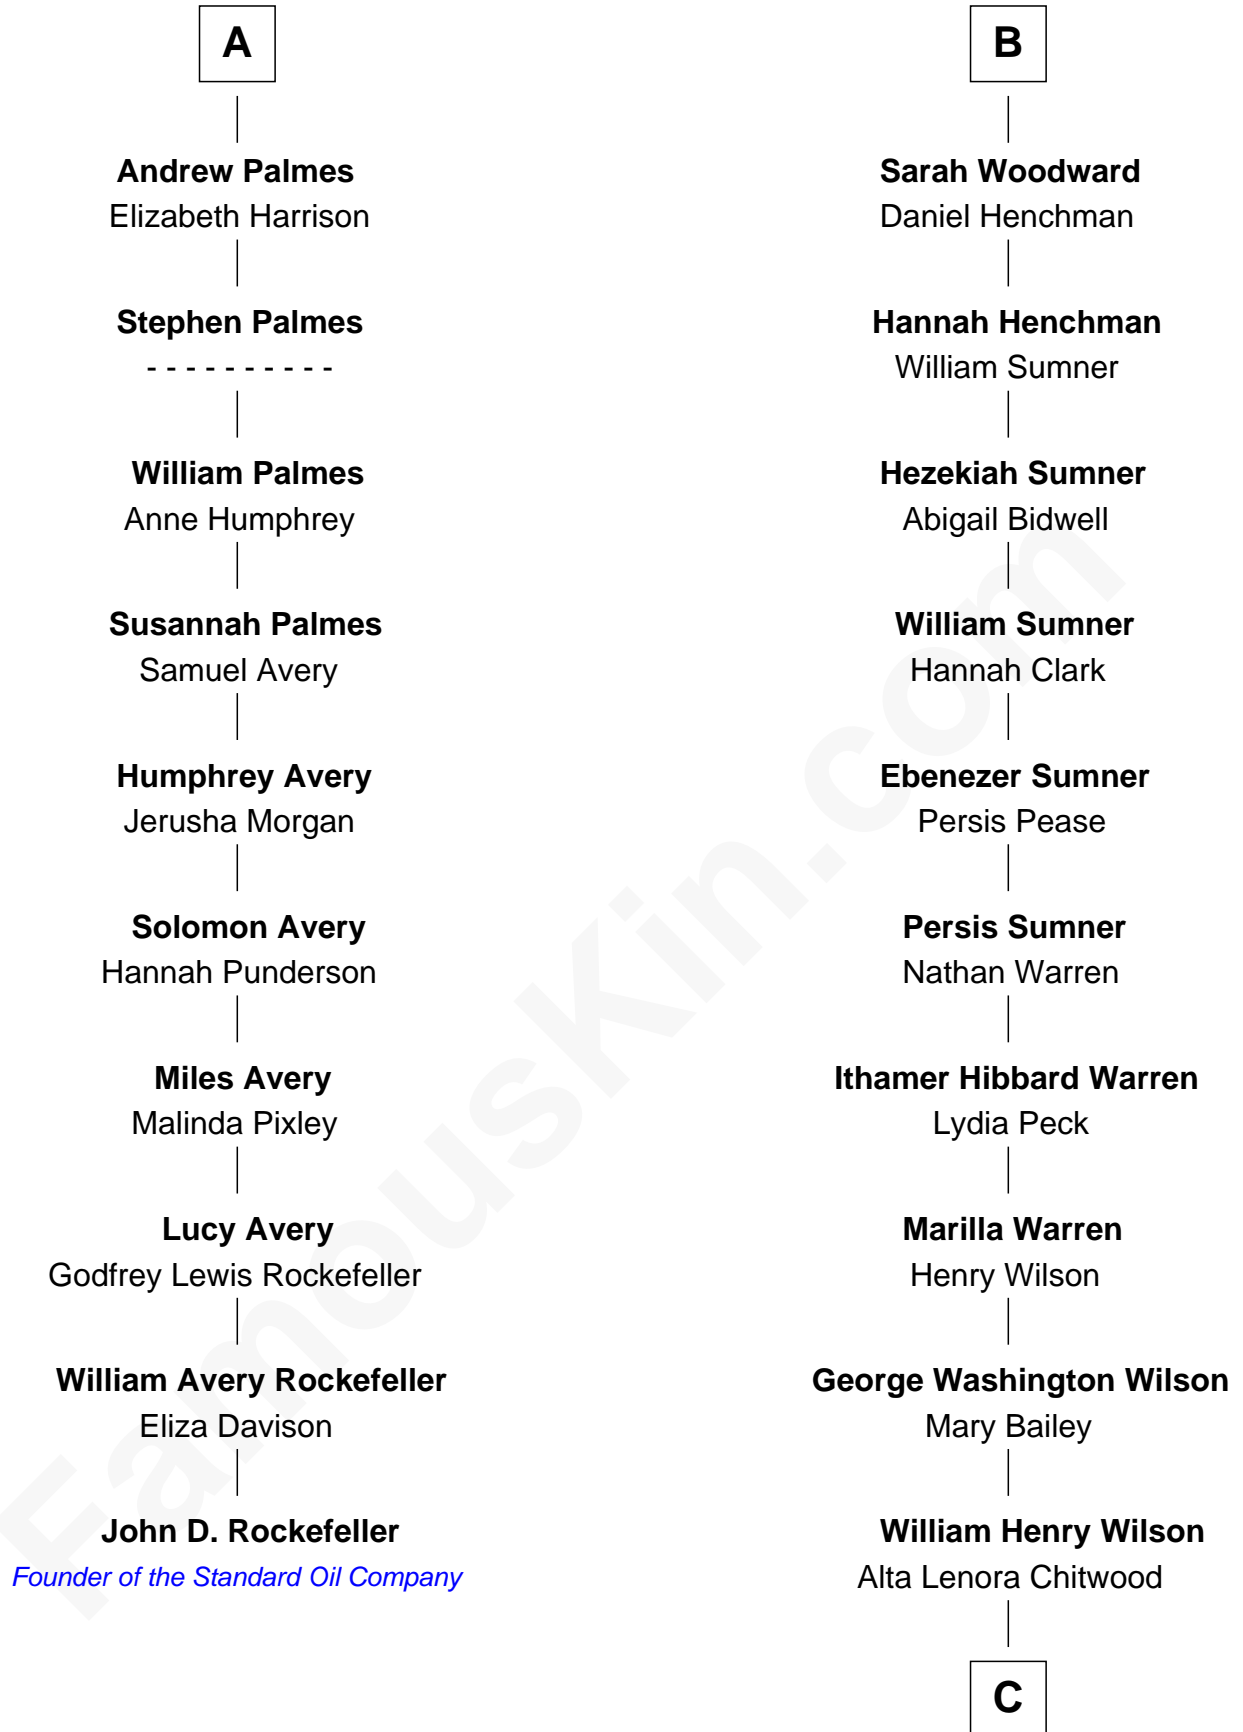 A
Andrew Palmes
Elizabeth Harrison
Stephen Palmes
- - - - - - - - - -
William Palmes
Anne Humphrey
Susannah Palmes
Samuel Avery
Humphrey Avery
Jerusha Morgan
Solomon Avery
Hannah Punderson
Miles Avery
Malinda Pixley
Lucy Avery
Godfrey Lewis Rockefeller
William Avery Rockefeller
Eliza Davison
John D. Rockefeller
Founder of the Standard Oil Company
B
Sarah Woodward
Daniel Henchman
Hannah Henchman
William Sumner
Hezekiah Sumner
Abigail Bidwell
William Sumner
Hannah Clark
Ebenezer Sumner
Persis Pease
Persis Sumner
Nathan Warren
Ithamer Hibbard Warren
Lydia Peck
Marilla Warren
Henry Wilson
George Washington Wilson
Mary Bailey
William Henry Wilson
Alta Lenora Chitwood
C
FamousKin.com